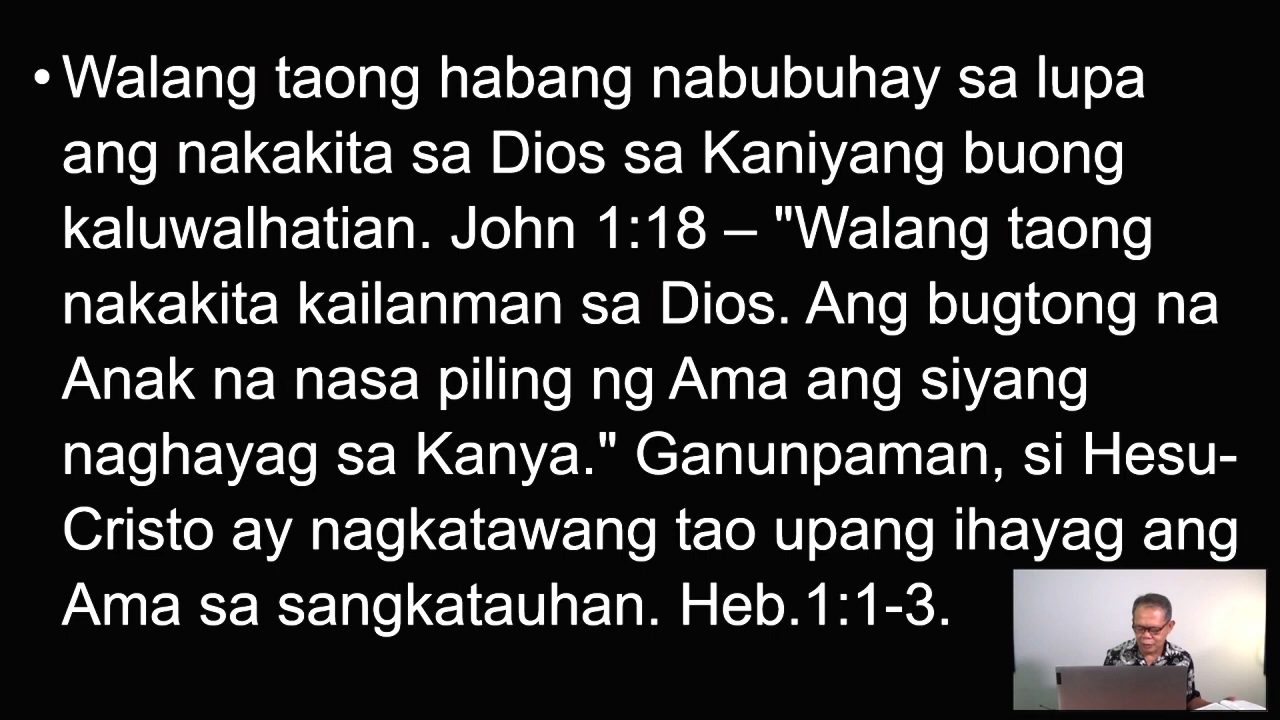 • Walang taong habang nabubuhay sa lupa
ang nakakita sa Dios sa Kaniyang buong
kaluwalhatian. John 1:18 – "Walang taong
nakakita kailanman sa Dios. Ang bugtong na
Anak na nasa piling ng Ama ang siyang
naghayag sa Kanya." Ganunpaman, si Hesu-
Cristo ay nagkatawang tao upang ihayag ang
Ama sa sangkatauhan. Heb.1:1-3.